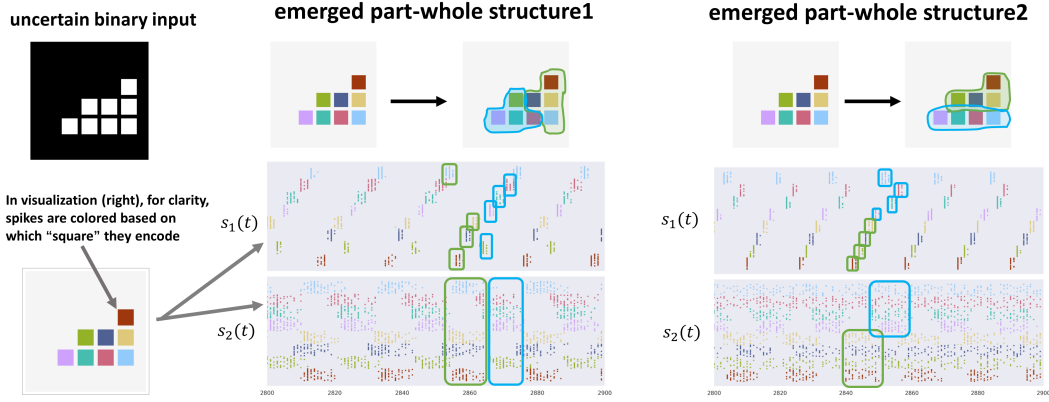 uncertain binary input
emerged part-whole structure1
emerged part-whole structure2
In visualization (right), for clarity,
spikes are colored based on
which “square” they encode
s₁(t)
s₂(t)
2800 2820 2840 2860 2880 2900
s₁(t)
s₂(t)
2800 2820 2840 2860 2880 2900